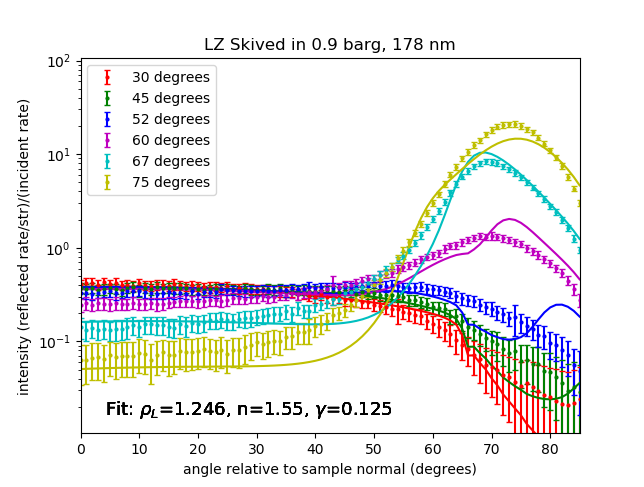 LZ Skived in 0.9 barg, 178 nm
intensity (reflected rate/str)/(incident rate)
10²
10¹
10⁰
10⁻¹
30 degrees
45 degrees
52 degrees
60 degrees
67 degrees
75 degrees
Fit: ρ_L=1.246, n=1.55, γ=0.125
0 10 20 30 40 50 60 70 80
angle relative to sample normal (degrees)